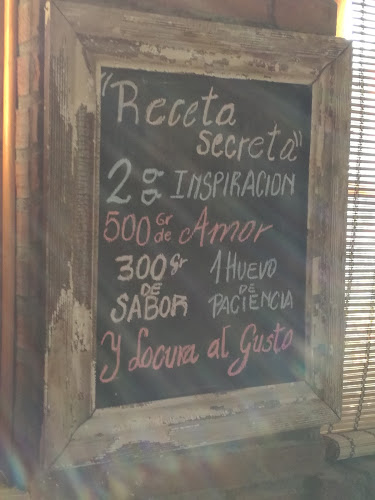 "Receta
secreta"
2 INSPIRACION
500 Gr de Amor
300 gr 1 HUEVO
DE DE
SABOR PACIENCIA
Y Locura al Gusto